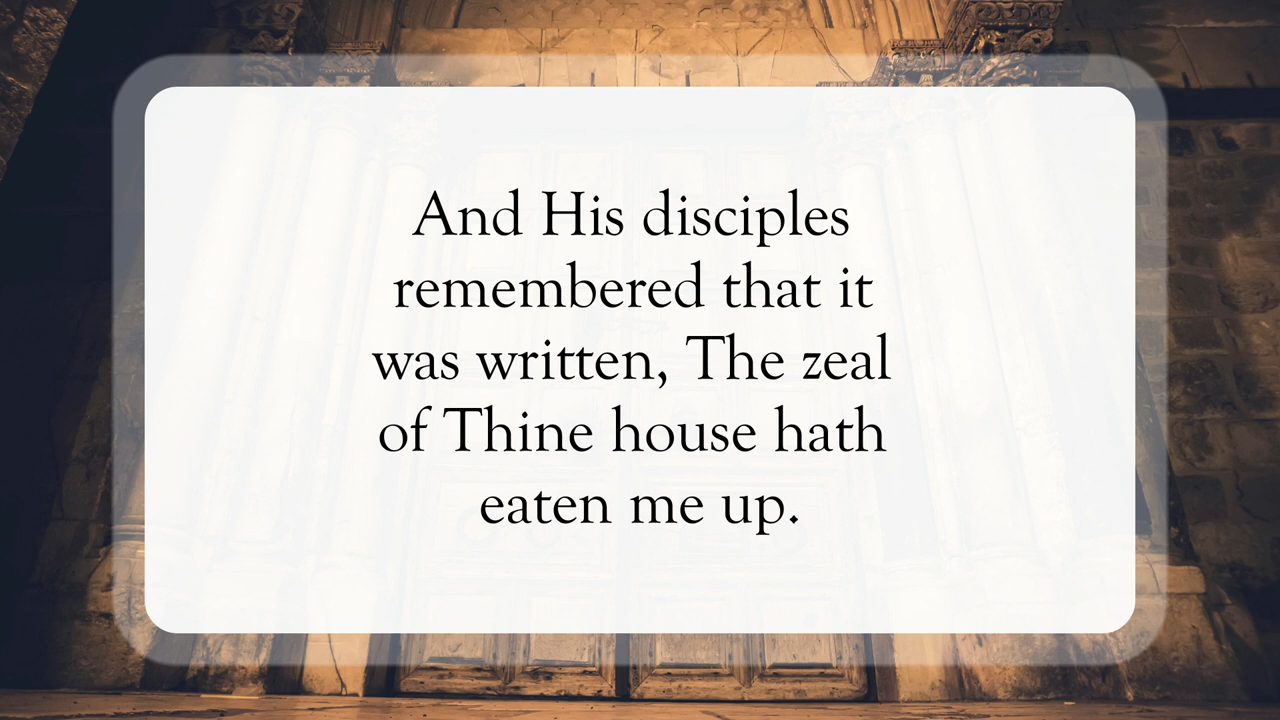 And His disciples
remembered that it
was written, The zeal
of Thine house hath
eaten me up.